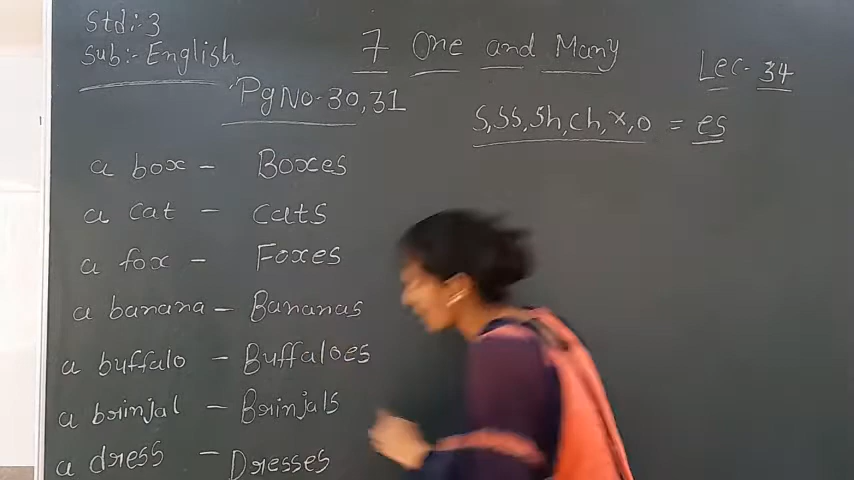 Std:- 3
Sub:- English
7 One and Many
Lec- 34
Pg No- 30,31
S,SS,Sh,Ch,x,o = es
a box - Boxes
a cat - Cats
a fox - Foxes
a banana - Bananas
a buffalo - Buffaloes
a brinjal - Brinjals
a dress - Dresses